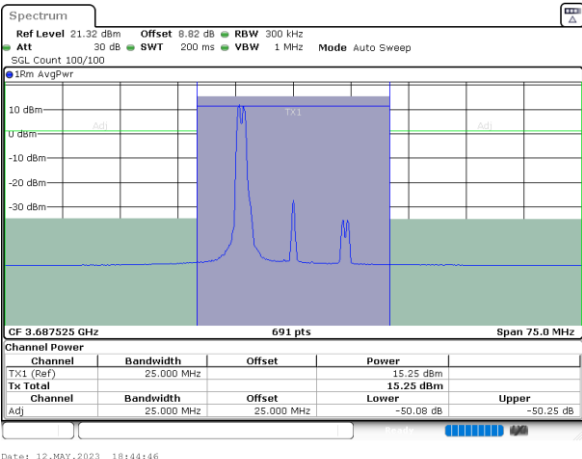 Spectrum
Ref Level 21.32 dBm Offset 8.82 dB RBW 300 kHz
Att 30 dB SWT 200 ms VBW 1 MHz Mode Auto Sweep
SGL Count 100/100
1Rm AvgPwr
10 dBm
TX1
Adj Adj
0 dBm
-10 dBm
-20 dBm
-30 dBm
CF 3.687525 GHz 691 pts Span 75.0 MHz
Channel Power
Channel Bandwidth Offset Power
TX1 (Ref) 25.000 MHz 15.25 dBm
Tx Total 15.25 dBm
Channel Bandwidth Offset Lower Upper
Adj 25.000 MHz 25.000 MHz -50.08 dB -50.25 dB
Ready
Date: 12.MAY.2023 18:44:46